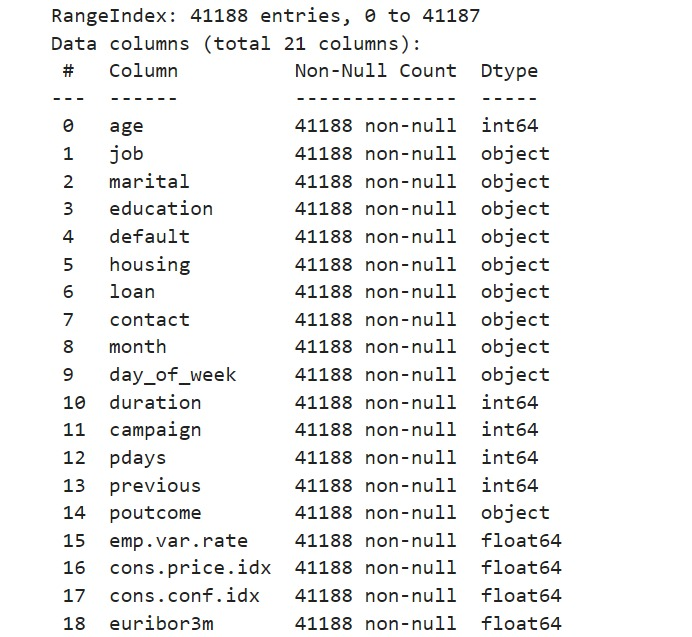 RangeIndex: 41188 entries, 0 to 41187
Data columns (total 21 columns):
 #   Column          Non-Null Count  Dtype
---  ------          --------------  -----
 0   age             41188 non-null  int64
 1   job             41188 non-null  object
 2   marital         41188 non-null  object
 3   education       41188 non-null  object
 4   default         41188 non-null  object
 5   housing         41188 non-null  object
 6   loan            41188 non-null  object
 7   contact         41188 non-null  object
 8   month           41188 non-null  object
 9   day_of_week     41188 non-null  object
 10  duration        41188 non-null  int64
 11  campaign        41188 non-null  int64
 12  pdays           41188 non-null  int64
 13  previous        41188 non-null  int64
 14  poutcome        41188 non-null  object
 15  emp.var.rate    41188 non-null  float64
 16  cons.price.idx  41188 non-null  float64
 17  cons.conf.idx   41188 non-null  float64
 18  euribor3m       41188 non-null  float64